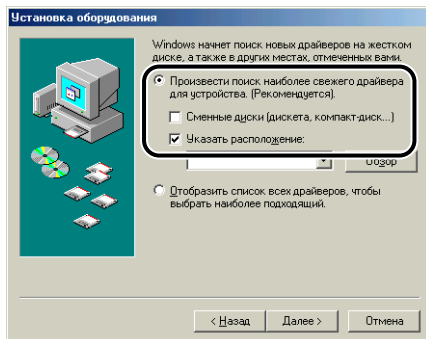 Установка оборудования
Windows начнет поиск новых драйверов на жестком
диске, а также в других местах, отмеченных вами.
Произвести поиск наиболее свежего драйвера
для устройства. (Рекомендуется).
Сменные диски (дискета, компакт-диск...)
Указать расположение:
Обзор
Отобразить список всех драйверов, чтобы
выбрать наиболее подходящий.
< Назад Далее > Отмена